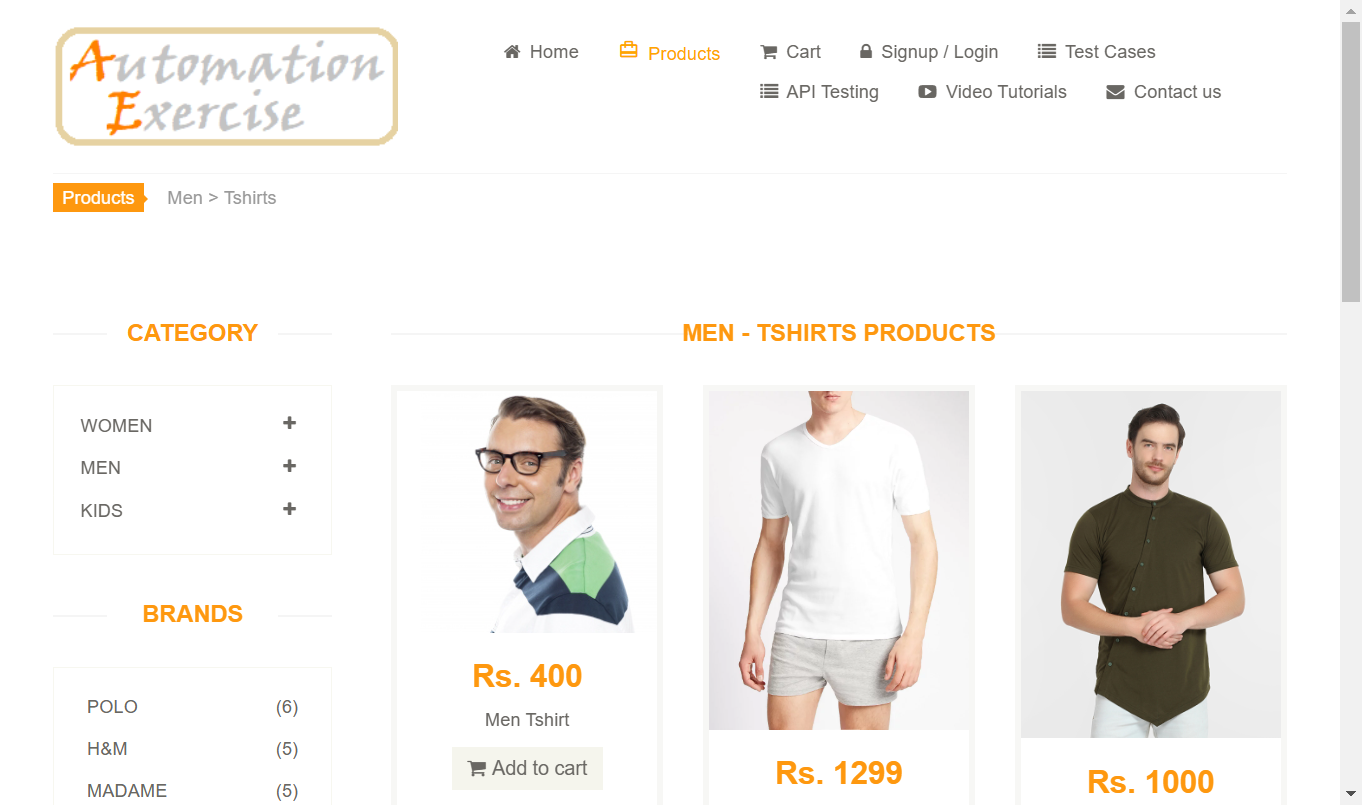 Automation
Exercise
Home
Products
Cart
Signup / Login
Test Cases
API Testing
Video Tutorials
Contact us
Products
Men > Tshirts
CATEGORY
WOMEN
MEN
KIDS
BRANDS
POLO (6)
H&M (5)
MADAME (5)
MEN - TSHIRTS PRODUCTS
Rs. 400
Men Tshirt
Add to cart
Rs. 1299
Rs. 1000